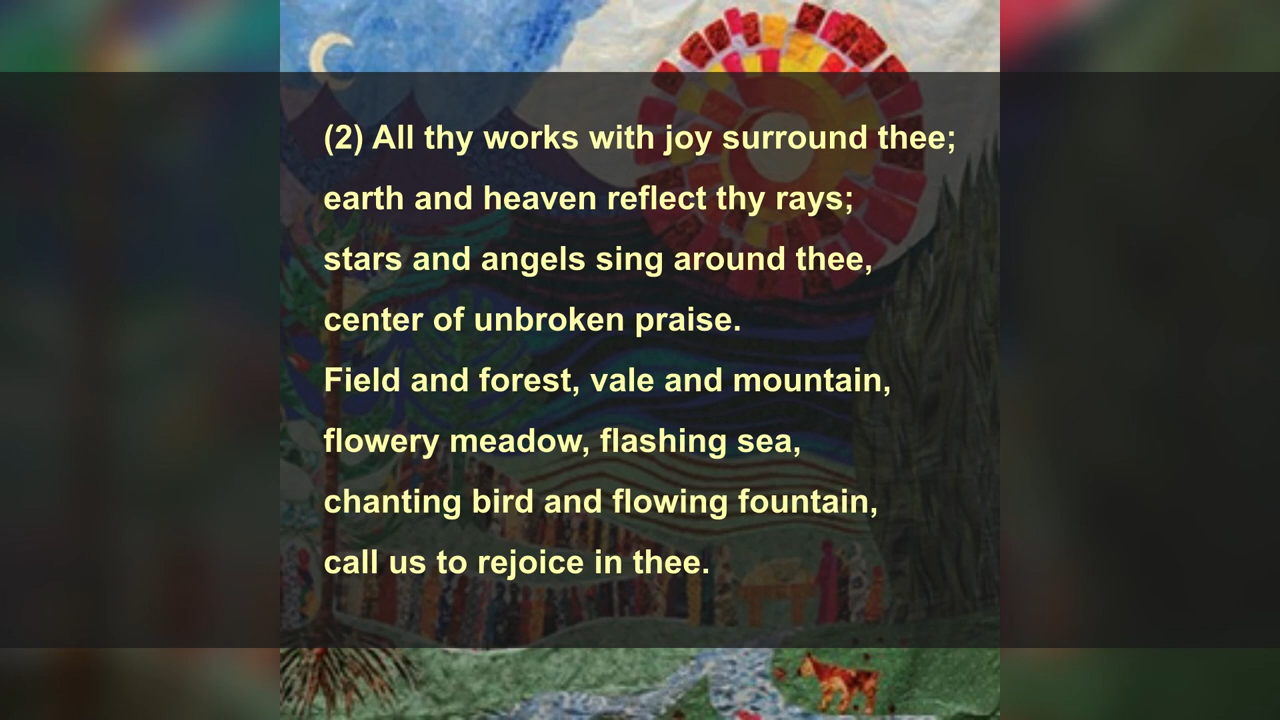 (2) All thy works with joy surround thee;
earth and heaven reflect thy rays;
stars and angels sing around thee,
center of unbroken praise.
Field and forest, vale and mountain,
flowery meadow, flashing sea,
chanting bird and flowing fountain,
call us to rejoice in thee.